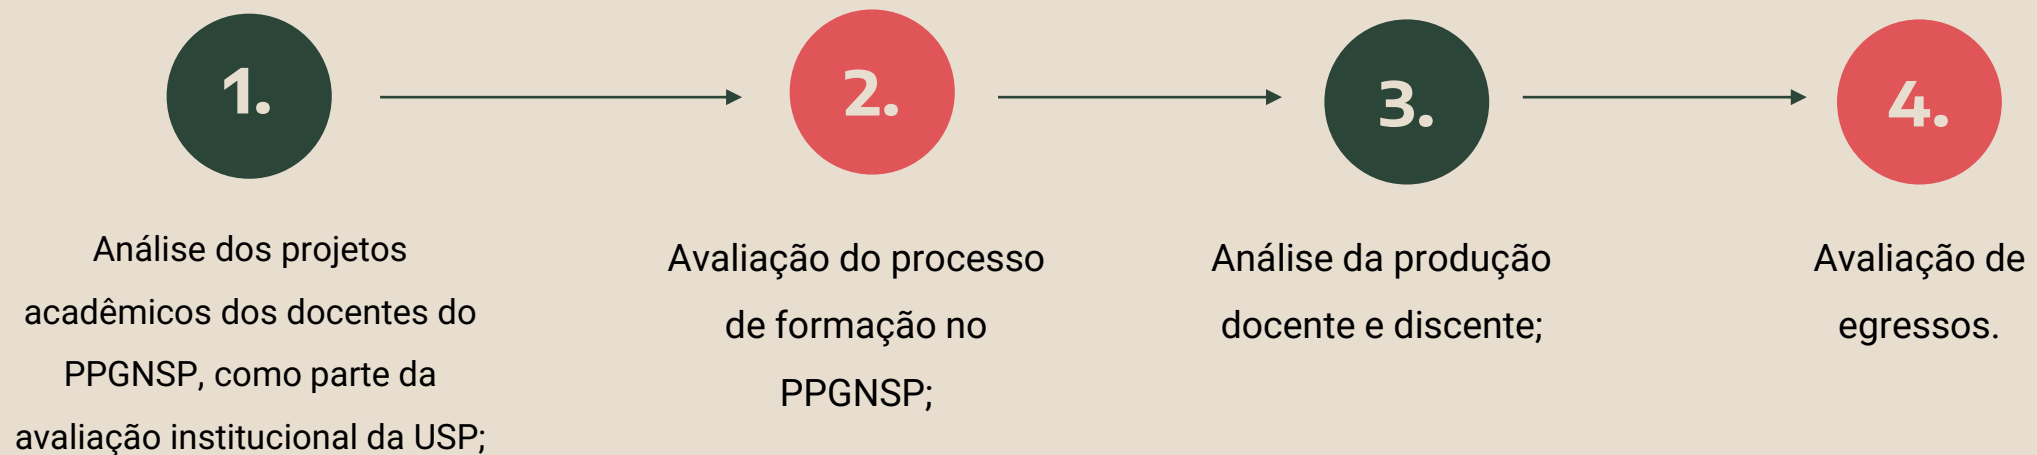 1.
Análise dos projetos
acadêmicos dos docentes do
PPGNSP, como parte da
avaliação institucional da USP;
2.
Avaliação do processo
de formação no
PPGNSP;
3.
Análise da produção
docente e discente;
4.
Avaliação de
egressos.